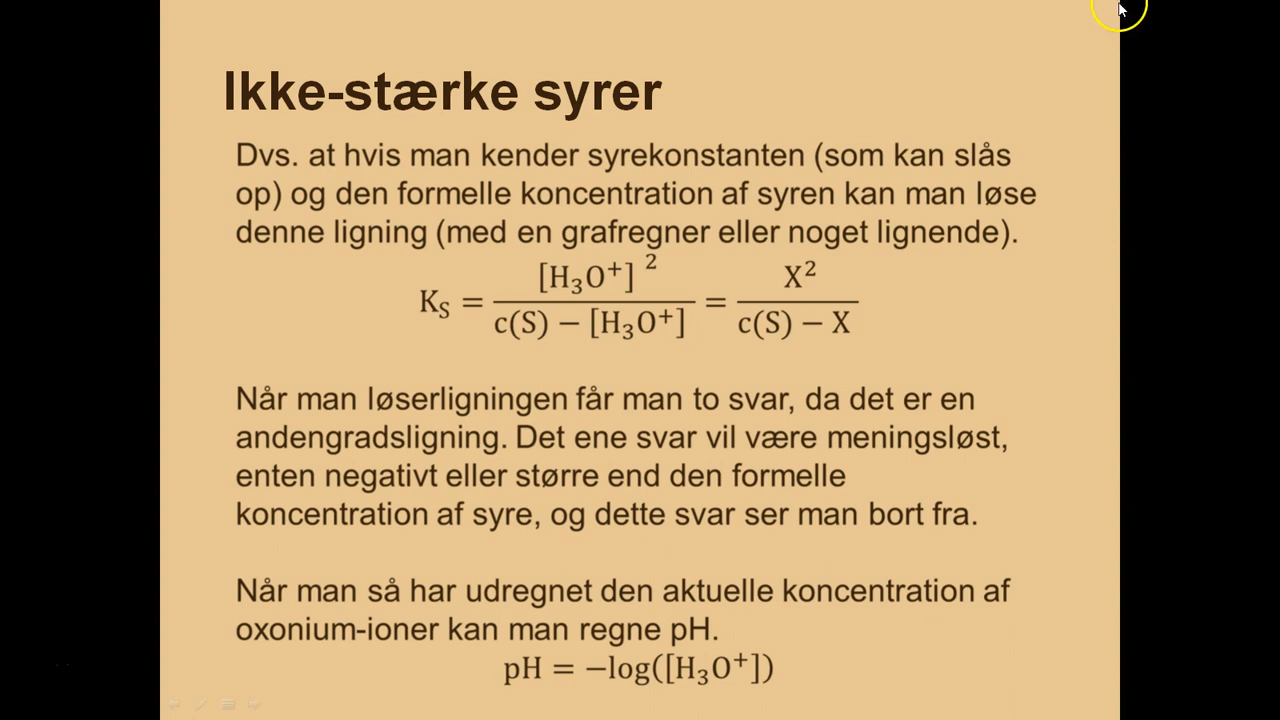 Ikke-stærke syrer
Dvs. at hvis man kender syrekonstanten (som kan slås
op) og den formelle koncentration af syren kan man løse
denne ligning (med en grafregner eller noget lignende).
K_S = [H₃O⁺]² / (c(S) − [H₃O⁺]) = X² / (c(S) − X)
Når man løserligningen får man to svar, da det er en
andengradsligning. Det ene svar vil være meningsløst,
enten negativt eller større end den formelle
koncentration af syre, og dette svar ser man bort fra.
Når man så har udregnet den aktuelle koncentration af
oxonium-ioner kan man regne pH.
pH = −log([H₃O⁺])